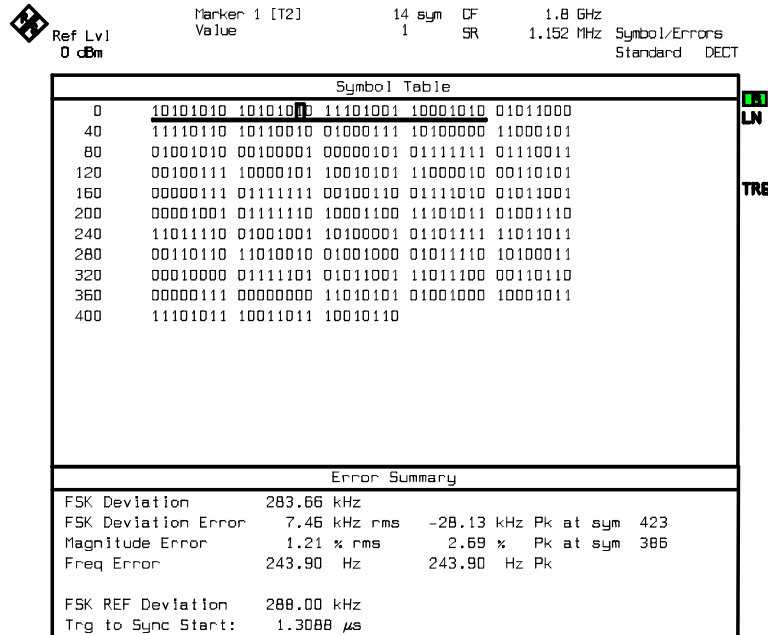 Marker 1 [T2] 14 sym CF 1.8 GHz
Ref Lvl Value 1 SR 1.152 MHz Symbol/Errors
0 dBm Standard DECT
Symbol Table
0 10101010 10101010 11101001 10001010 01011000
40 11110110 10110110 01000111 10100000 11000101
80 01001010 00100001 00000101 01111111 01110011
120 00100111 10000101 10010101 11000010 00110101
160 00000111 01111111 00100110 01111010 01011001
200 00001001 01111110 10001100 11101011 01001110
240 11011110 01001001 10100001 01101111 11011011
280 00110110 11010010 01001000 01011110 10100011
320 00010000 01111101 01011001 11011100 00110110
360 00000111 00000000 11010101 01001000 10001011
400 11101011 10011011 10010110
LN
Error Summary
FSK Deviation 283.66 kHz
FSK Deviation Error 7.46 kHz rms -28.13 kHz Pk at sym 423
Magnitude Error 1.21 % rms 2.69 % Pk at sym 386
Freq Error 243.90 Hz 243.90 Hz Pk
FSK REF Deviation 288.00 kHz
Trg to Sync Start: 1.3088 µs